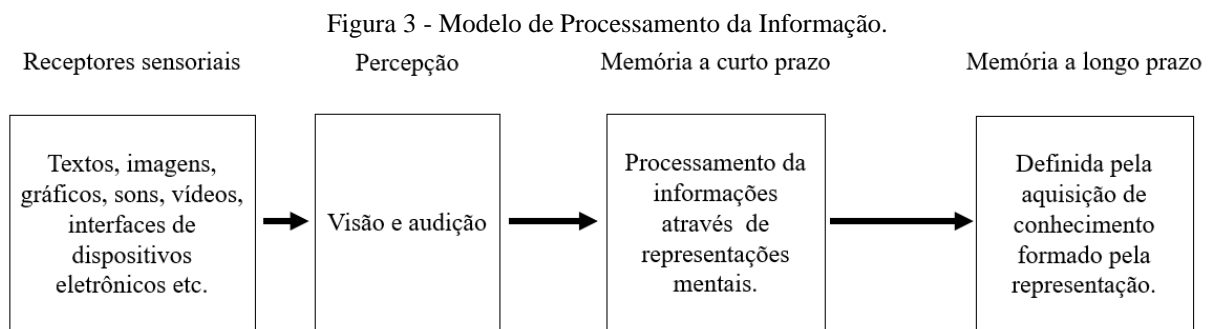 Figura 3 - Modelo de Processamento da Informação.
Receptores sensoriais
Percepção
Memória a curto prazo
Memória a longo prazo
Textos, imagens,
gráficos, sons, vídeos,
interfaces de
dispositivos
eletrônicos etc.
Visão e audição
Processamento da
informações
através de
representações
mentais.
Definida pela
aquisição de
conhecimento
formado pela
representação.